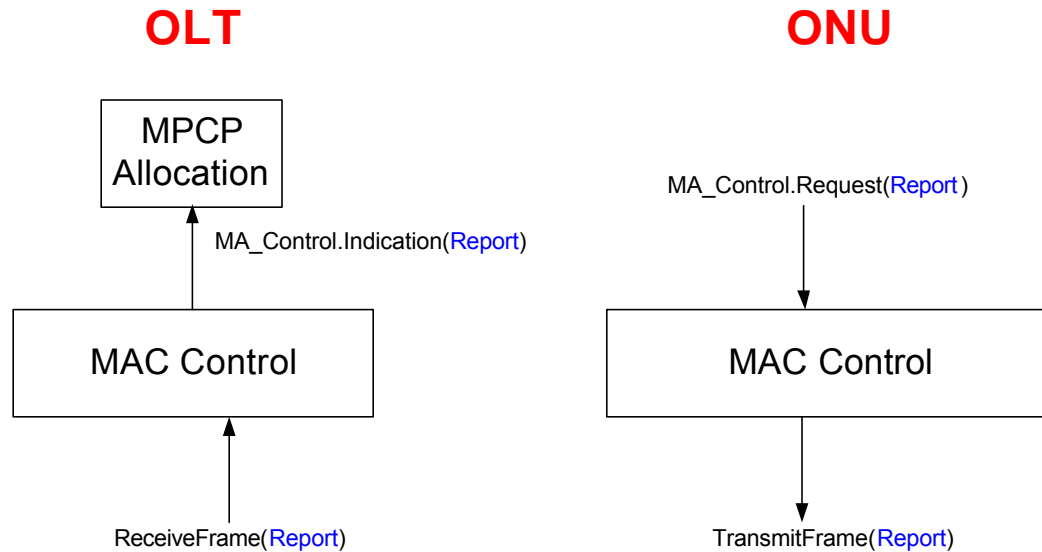 OLT
ONU
MPCP
Allocation
MA_Control.Request(Report)
MA_Control.Indication(Report)
MAC Control
MAC Control
ReceiveFrame(Report)
TransmitFrame(Report)